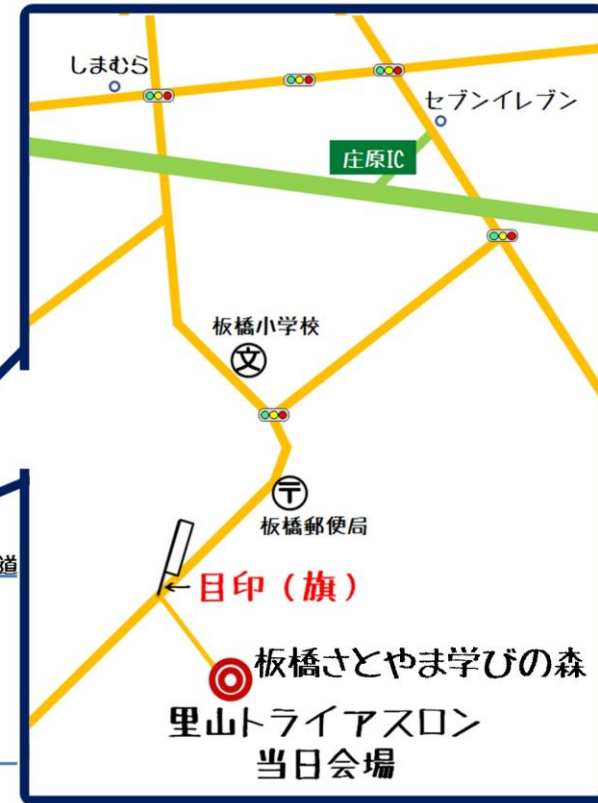 しまむら
セブンイレブン
庄原IC
板橋小学校
文
〒
板橋郵便局
道
←目印（旗）
板橋さとやま学びの森
里山トライアスロン
当日会場